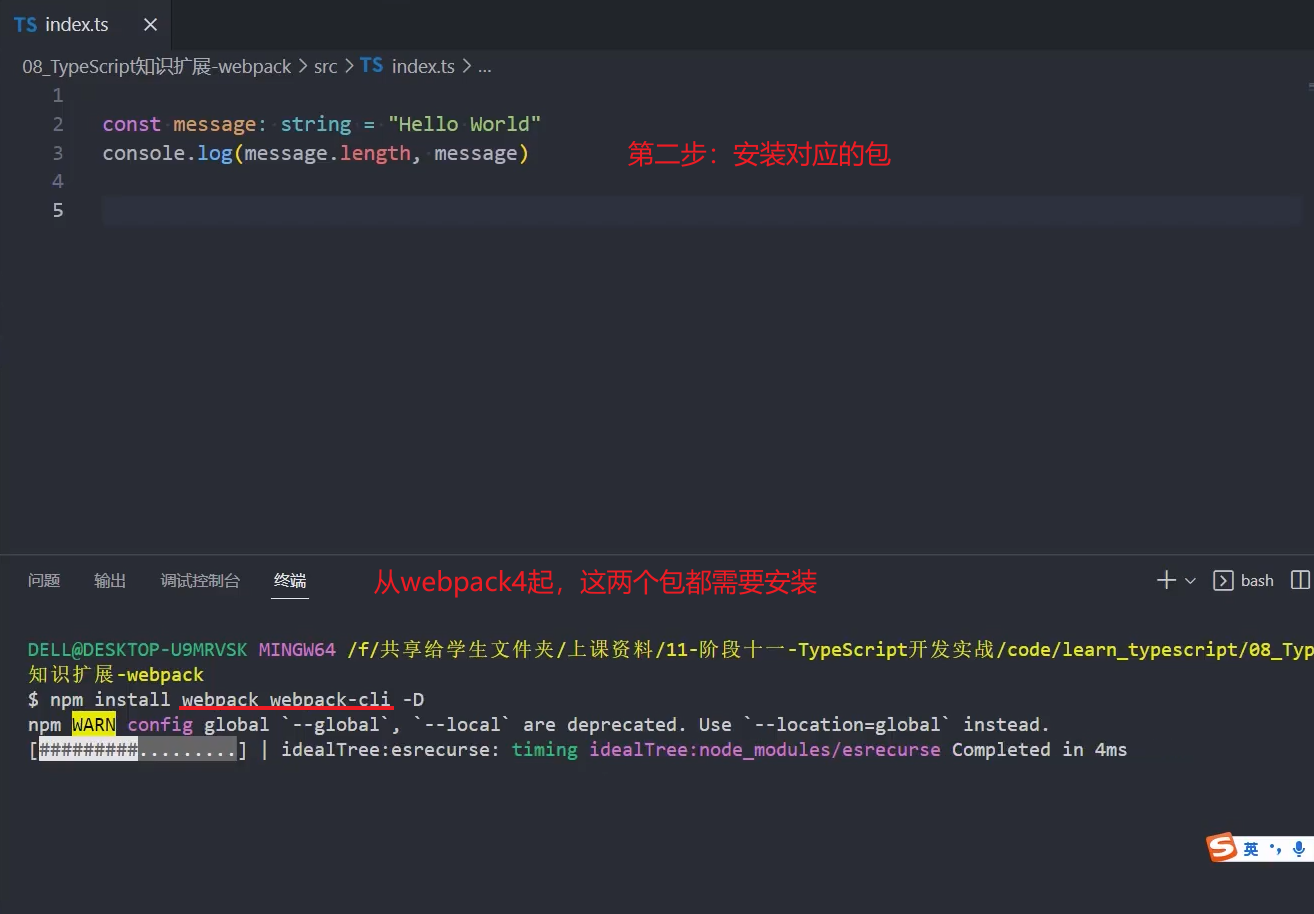 TS index.ts
08_TypeScript知识扩展-webpack > src > TS index.ts > ...
1
2 const message: string = "Hello World"
3 console.log(message.length, message)
第二步：安装对应的包
4
5
问题 输出 调试控制台 终端 从webpack4起，这两个包都需要安装 bash
DELL@DESKTOP-U9MRVSK MINGW64 /f/共享给学生文件夹/上课资料/11-阶段十一-TypeScript开发实战/code/learn_typescript/08_Typ
知识扩展-webpack
$ npm install webpack webpack-cli -D
npm WARN config global `--global`, `--local` are deprecated. Use `--location=global` instead.
[#########.........] | idealTree:esrecurse: timing idealTree:node_modules/esrecurse Completed in 4ms
S 英